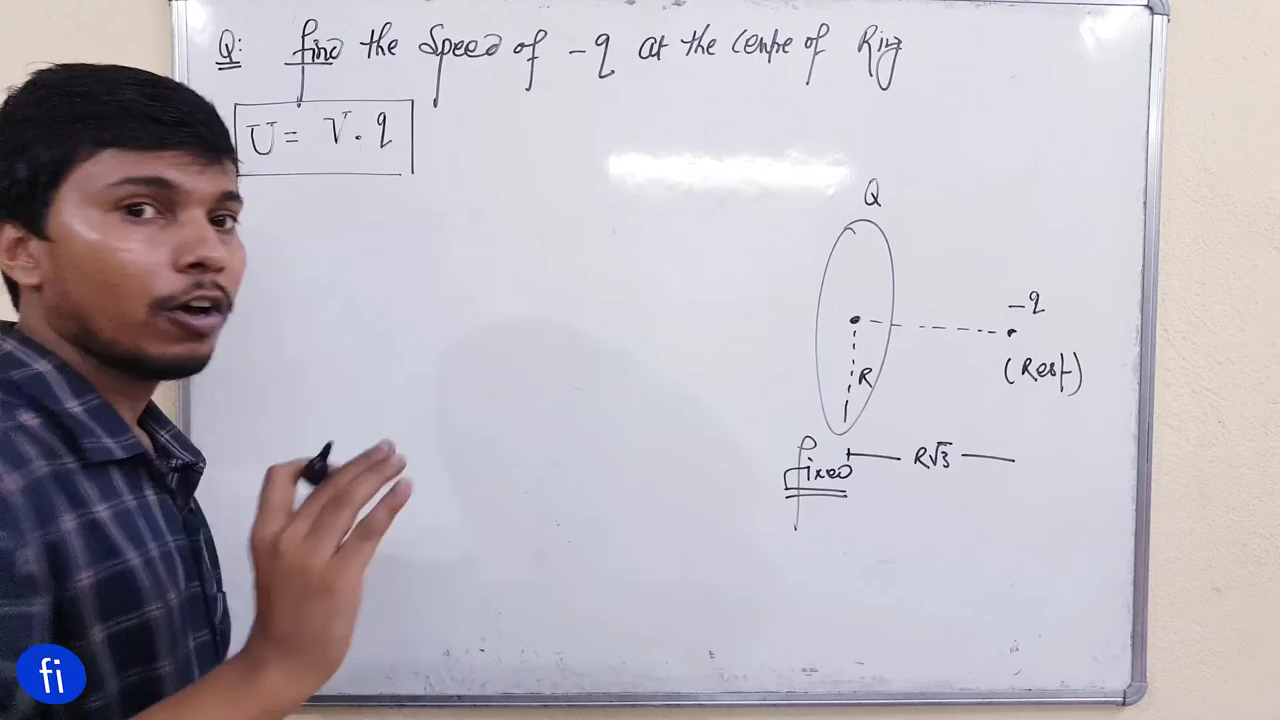 Q: find the Speed of -q at the Centre of Ring
U = V . q
Q
-q
(Rest)
R
R√3
fixed
fi